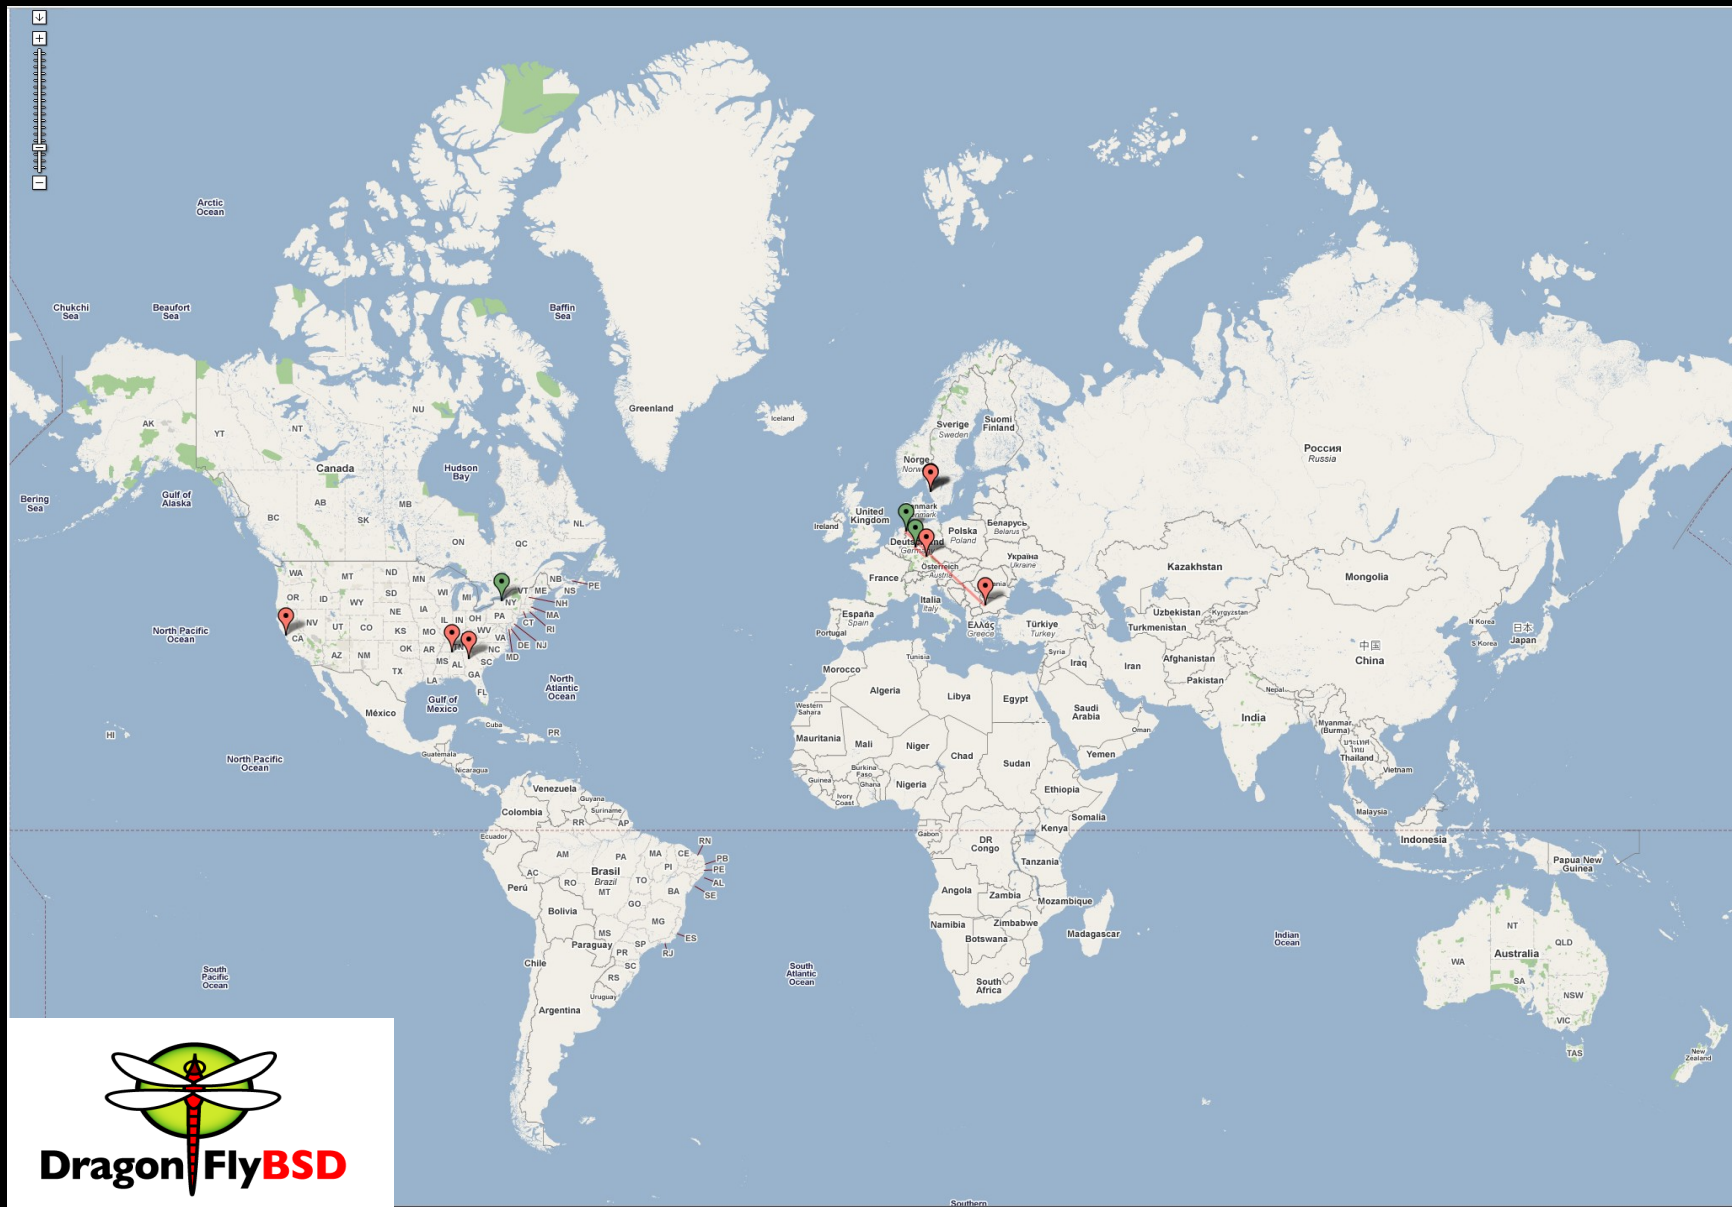 Arctic
Ocean
Chukchi
Sea
Beaufort
Sea
Baffin
Sea
Greenland
Iceland
NU
AK
YT
NT
Canada
Hudson
Bay
Bering
Sea
Gulf of
Alaska
AB
MB
BC
SK
ON
QC
NL
Sverige
Sweden
Suomi
Finland
Norge
Россия
Russia
United
Kingdom
Ireland
Polska
Poland
Беларусь
Belarus
Україна
Ukraine
Österreich
Austria
France
Italia
Italy
España
Spain
Portugal
Ελλάς
Greece
Türkiye
Turkey
Kazakhstan
Mongolia
Uzbekistan
Kyrgyzstan
Turkmenistan
N Korea
S Korea
日本
Japan
中国
China
WA
MT
ND
MN
OR
ID
SD
WI
MI
WY
NE
IA
NV
UT
CO
KS
MO
IL
IN
OH
PA
NY
VT
ME
NB
NS
PE
NH
MA
RI
CT
NJ
DE
MD
WV
VA
CA
AZ
NM
OK
AR
NC
SC
MS
AL
GA
TX
LA
FL
North Pacific
Ocean
Gulf of
Mexico
North
Atlantic
Ocean
México
Cuba
PR
HI
Guatemala
Nicaragua
North Pacific
Ocean
Tunisia
Morocco
Algeria
Libya
Egypt
Western
Sahara
Mauritania
Mali
Niger
Chad
Sudan
Syria
Iraq
Iran
Afghanistan
Pakistan
Nepal
India
Saudi
Arabia
Oman
Yemen
Myanmar
(Burma)
ประเทศ
ไทย
Thailand
Vietnam
Burkina
Faso
Guinea
Ghana
Ivory
Coast
Nigeria
Ethiopia
Somalia
Kenya
Gabon
DR
Congo
Tanzania
Angola
Zambia
Mozambique
Namibia
Zimbabwe
Botswana
Madagascar
South
Africa
Malaysia
Indonesia
Papua New
Guinea
Venezuela
Guyana
Suriname
Colombia
RR
AP
Ecuador
AM
PA
MA
CE
RN
PB
PE
AL
SE
PI
AC
RO
Brasil
Brazil
MT
TO
BA
GO
Perú
Bolivia
MG
MS
ES
Paraguay
SP
RJ
PR
SC
RS
Chile
Uruguay
Argentina
South
Pacific
Ocean
South
Atlantic
Ocean
Indian
Ocean
NT
QLD
WA
Australia
SA
NSW
VIC
TAS
New
Zealand
Southern
DragonFlyBSD